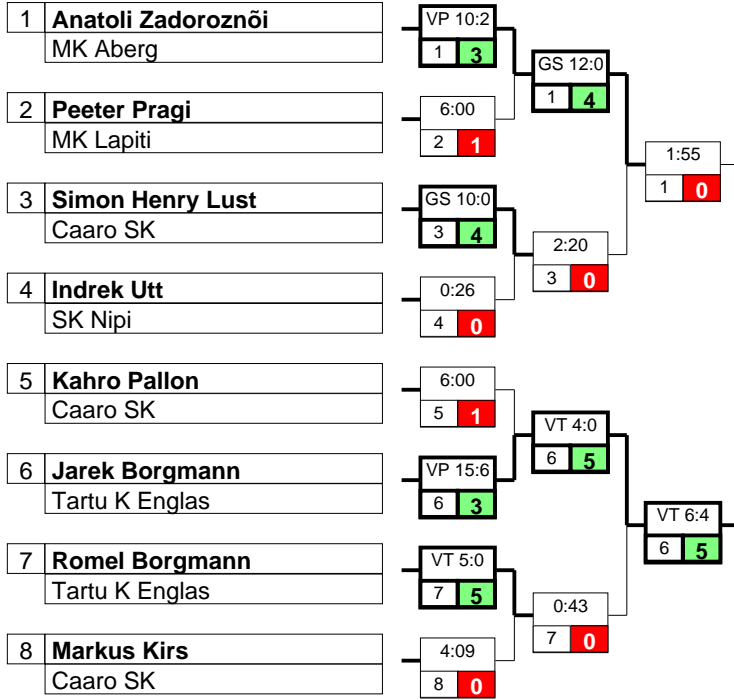 1 Anatoli Zadoroznõi
MK Aberg
VP 10:2
1 3
GS 12:0
1 4
2 Peeter Pragi
MK Lapiti
6:00
2 1
1:55
1 0
3 Simon Henry Lust
Caaro SK
GS 10:0
3 4
2:20
3 0
4 Indrek Utt
SK Nipi
0:26
4 0
5 Kahro Pallon
Caaro SK
6:00
5 1
VT 4:0
6 5
6 Jarek Borgmann
Tartu K Englas
VP 15:6
6 3
VT 6:4
6 5
7 Romel Borgmann
Tartu K Englas
VT 5:0
7 5
0:43
7 0
8 Markus Kirs
Caaro SK
4:09
8 0